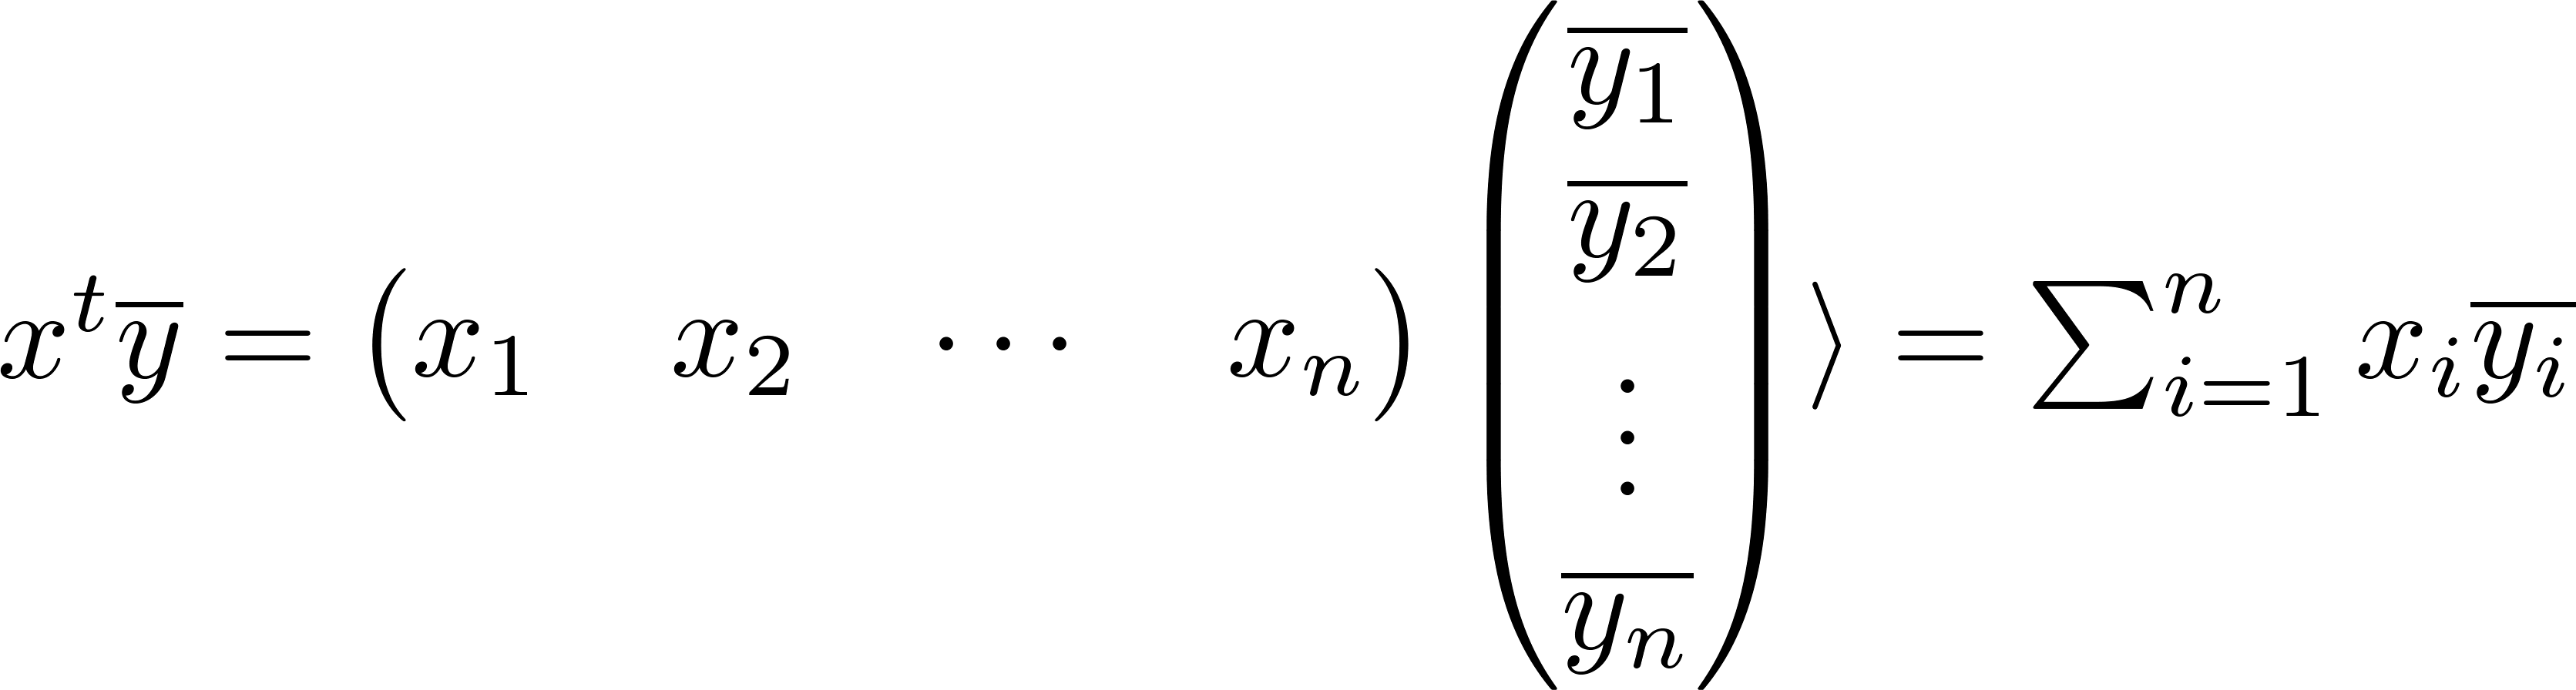 $x^t \overline{y} = \begin{pmatrix} x_1 & x_2 & \cdots & x_n \end{pmatrix} \begin{pmatrix} \overline{y_1} \\ \overline{y_2} \\ \vdots \\ \overline{y_n} \end{pmatrix} \rangle = \sum_{i=1}^{n} x_i \overline{y_i}$